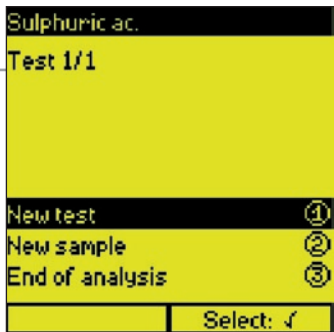 Sulphuric ac.
Test 1/1
New test ①
New sample ②
End of analysis ③
Select: √